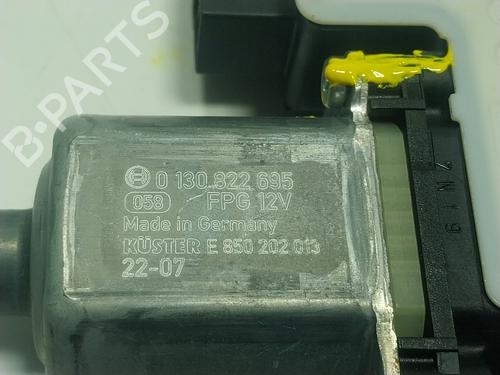 B-PARTS
0 130 822 695
058 FPG 12V
Made in Germany
KÜSTER E 850 202 013
22-07